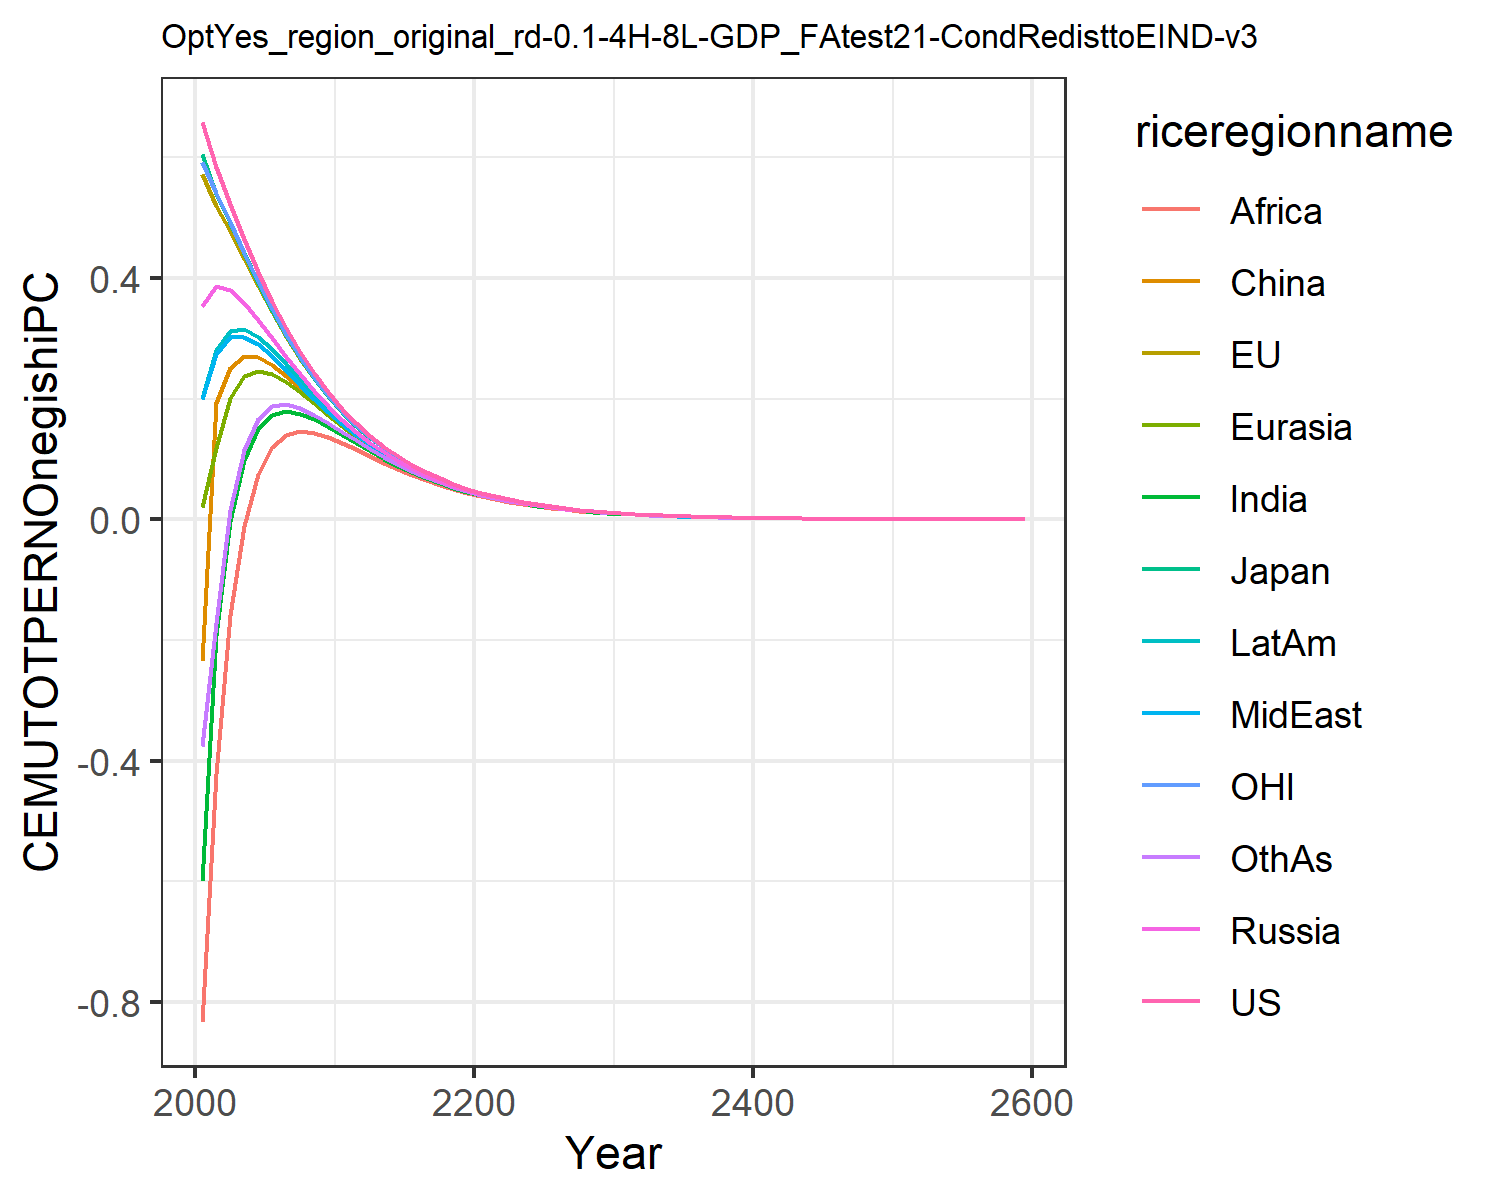 OptYes_region_original_rd-0.1-4H-8L-GDP_FAtest21-CondRedisttoEIND-v3
CEMUTOTPERNOnegishiPC
0.4
0.0
-0.4
-0.8
2000
2200
2400
2600
Year
riceregionname
Africa
China
EU
Eurasia
India
Japan
LatAm
MidEast
OHI
OthAs
Russia
US